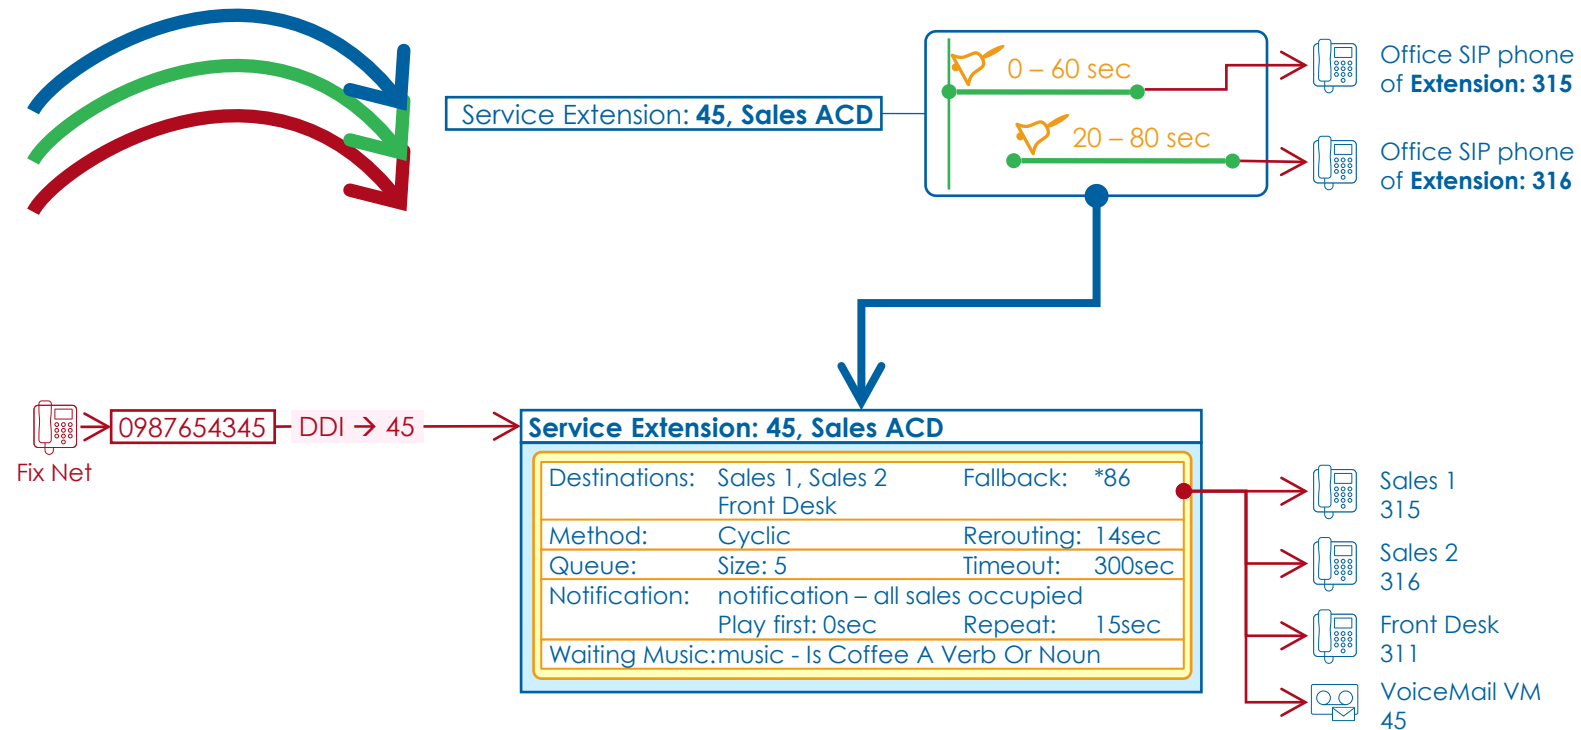 Service Extension: 45, Sales ACD
0 – 60 sec
20 – 80 sec
Office SIP phone
of Extension: 315
Office SIP phone
of Extension: 316
Fix Net
0987654345
DDI → 45
Service Extension: 45, Sales ACD
Destinations: Sales 1, Sales 2 Fallback: *86
Front Desk
Method: Cyclic Rerouting: 14sec
Queue: Size: 5 Timeout: 300sec
Notification: notification – all sales occupied
Play first: 0sec Repeat: 15sec
Waiting Music: music - Is Coffee A Verb Or Noun
Sales 1
315
Sales 2
316
Front Desk
311
VoiceMail VM
45